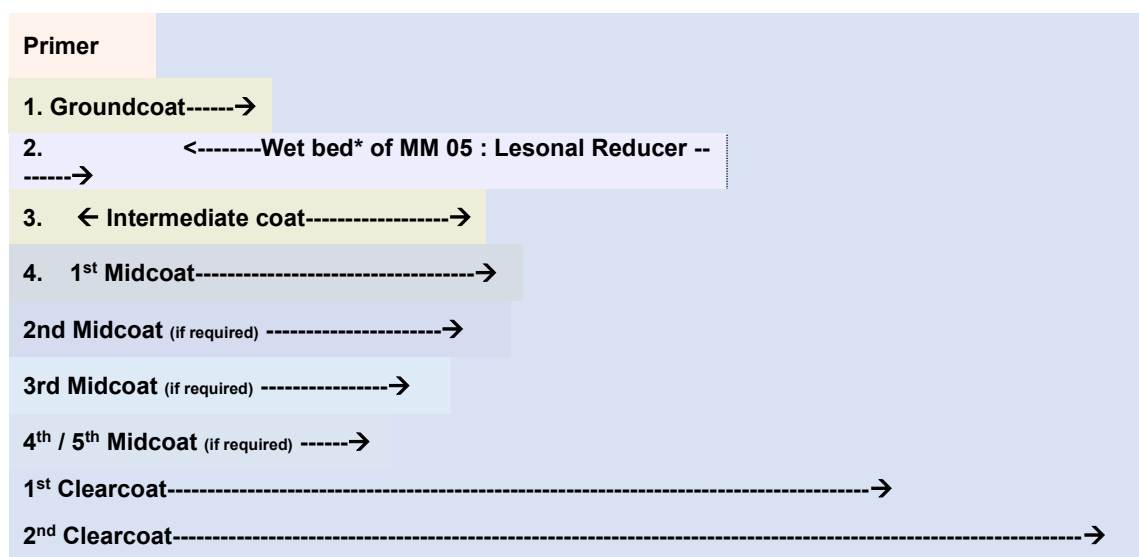 Primer
1. Groundcoat------→
2. <--------Wet bed* of MM 05 : Lesonal Reducer --
------→
3. ← Intermediate coat------------------→
4. 1st Midcoat-----------------------------------→
2nd Midcoat (if required) ----------------------→
3rd Midcoat (if required) ----------------→
4th / 5th Midcoat (if required) ------→
1st Clearcoat----------------------------------------------------------------------------------------→
2nd Clearcoat-------------------------------------------------------------------------------------------------------------------→